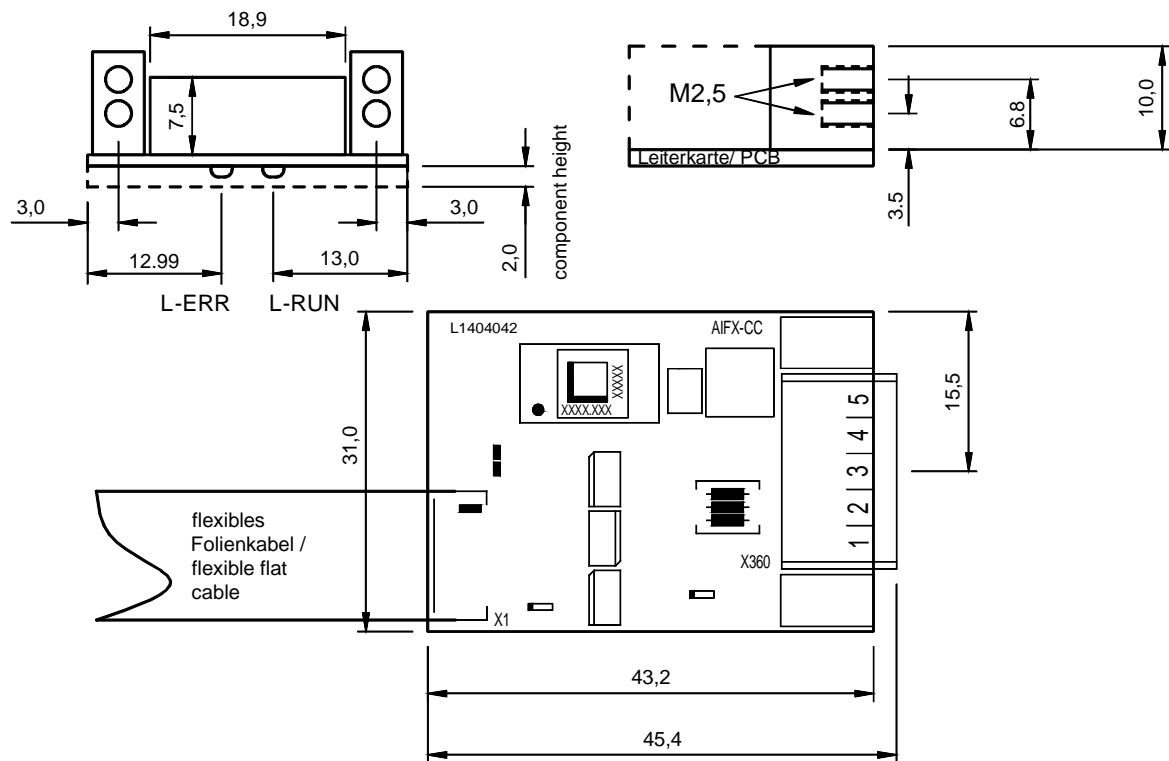 18,9
7,5
3,0
3,0
12.99
13,0
2,0
component height
L-ERR
L-RUN
M2,5
Leiterkarte/ PCB
10,0
6.8
3.5
L1404042
AIFX-CC
XXXXX
XXXX.XXX
31,0
15,5
5
4
3
2
1
X360
X1
flexibles
Folienkabel /
flexible flat
cable
43,2
45,4